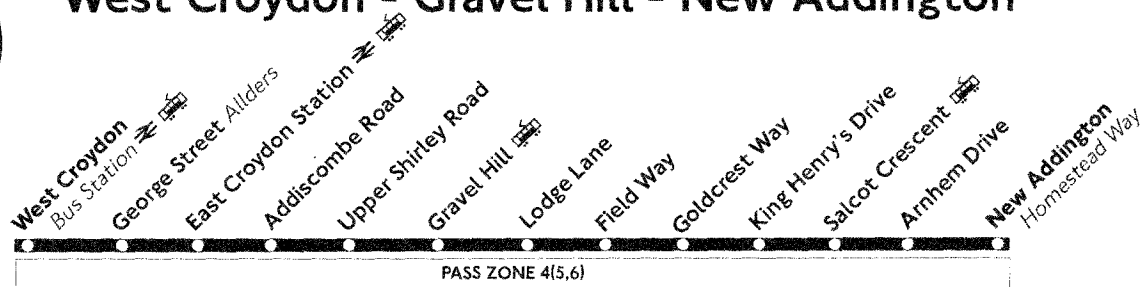 West Croydon - Gravel Hill - New Addington
West Croydon
Bus Station
George Street Allders
East Croydon Station
Addiscombe Road
Upper Shirley Road
Gravel Hill
Lodge Lane
Field Way
Goldcrest Way
King Henry's Drive
Salcot Crescent
Arnhem Drive
New Addington
Homestead Way
PASS ZONE 4(5,6)